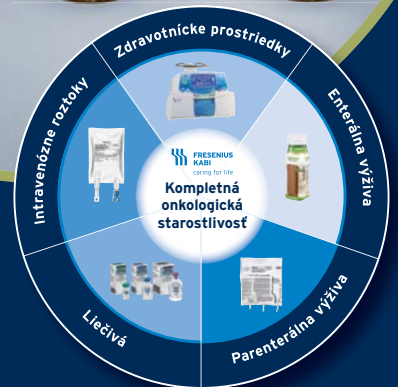 Zdravotnícke prostriedky
Enterálna výživa
Parenterálna výživa
Liečivá
Intravenózne roztoky
FRESENIUS
KABI
caring for life
Kompletná
onkologická
starostlivosť